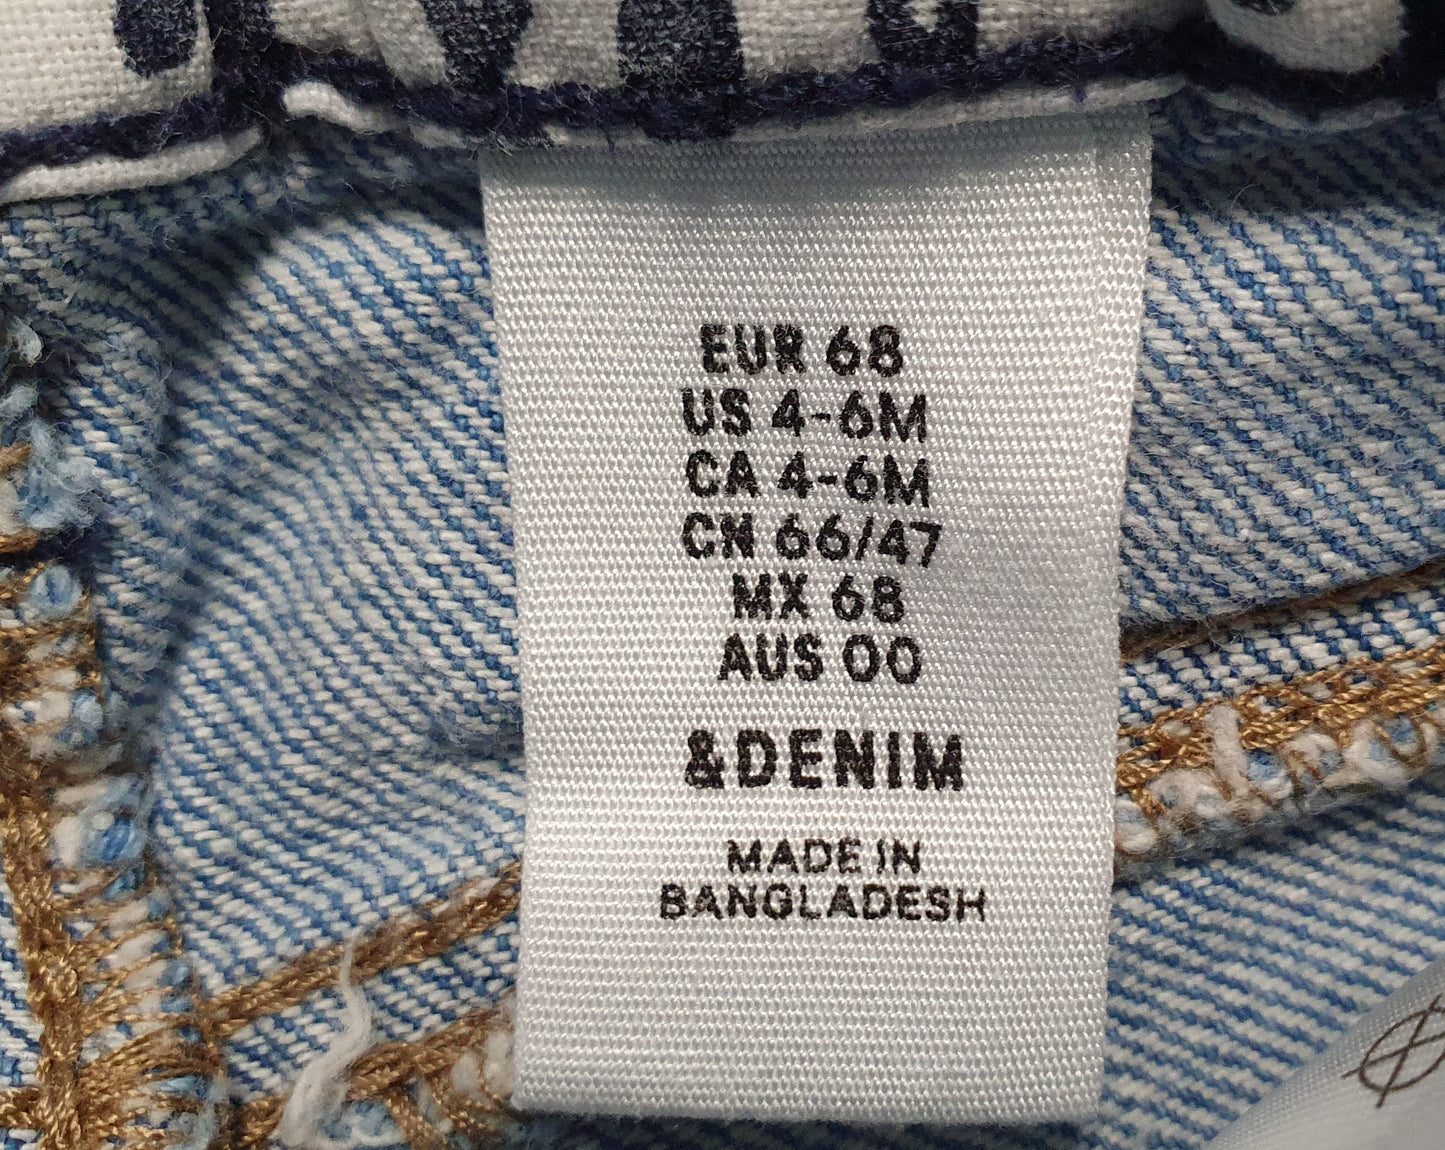 EUR 68
US 4-6M
CA 4-6M
CN 66/47
MX 68
AUS 00
&DENIM
MADE IN
BANGLADESH